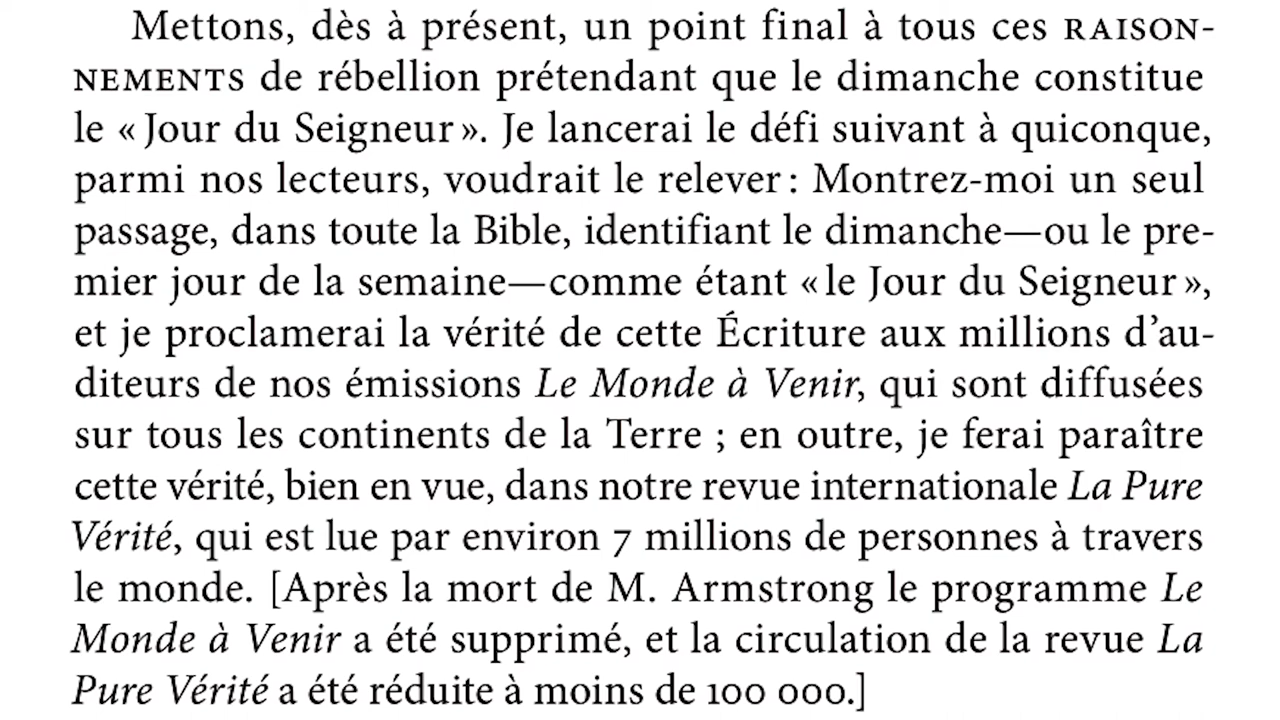 Mettons, dès à présent, un point final à tous ces RAISON-
NEMENTS de rébellion prétendant que le dimanche constitue
le « Jour du Seigneur ». Je lancerai le défi suivant à quiconque,
parmi nos lecteurs, voudrait le relever : Montrez-moi un seul
passage, dans toute la Bible, identifiant le dimanche—ou le pre-
mier jour de la semaine—comme étant « le Jour du Seigneur »,
et je proclamerai la vérité de cette Écriture aux millions d’au-
diteurs de nos émissions Le Monde à Venir, qui sont diffusées
sur tous les continents de la Terre ; en outre, je ferai paraître
cette vérité, bien en vue, dans notre revue internationale La Pure
Vérité, qui est lue par environ 7 millions de personnes à travers
le monde. [Après la mort de M. Armstrong le programme Le
Monde à Venir a été supprimé, et la circulation de la revue La
Pure Vérité a été réduite à moins de 100 000.]